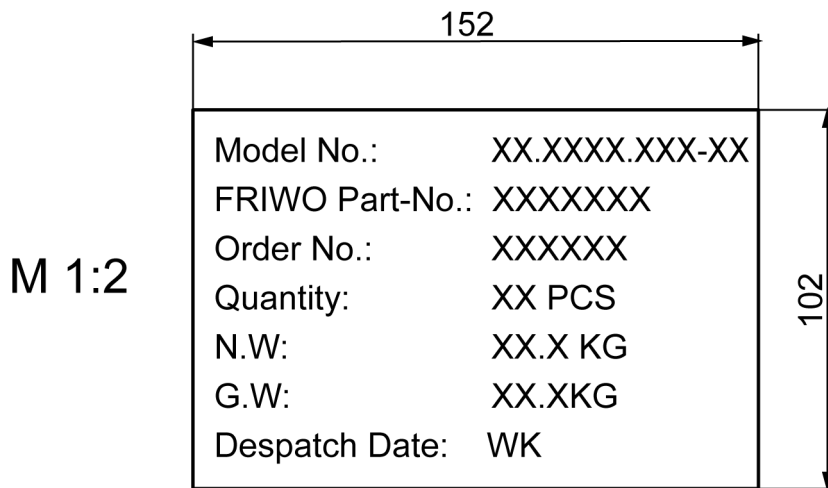 152
Model No.: XX.XXXX.XXX-XX
FRIWO Part-No.: XXXXXXX
Order No.: XXXXXX
M 1:2
Quantity: XX PCS
102
N.W: XX.X KG
G.W: XX.XKG
Despatch Date: WK